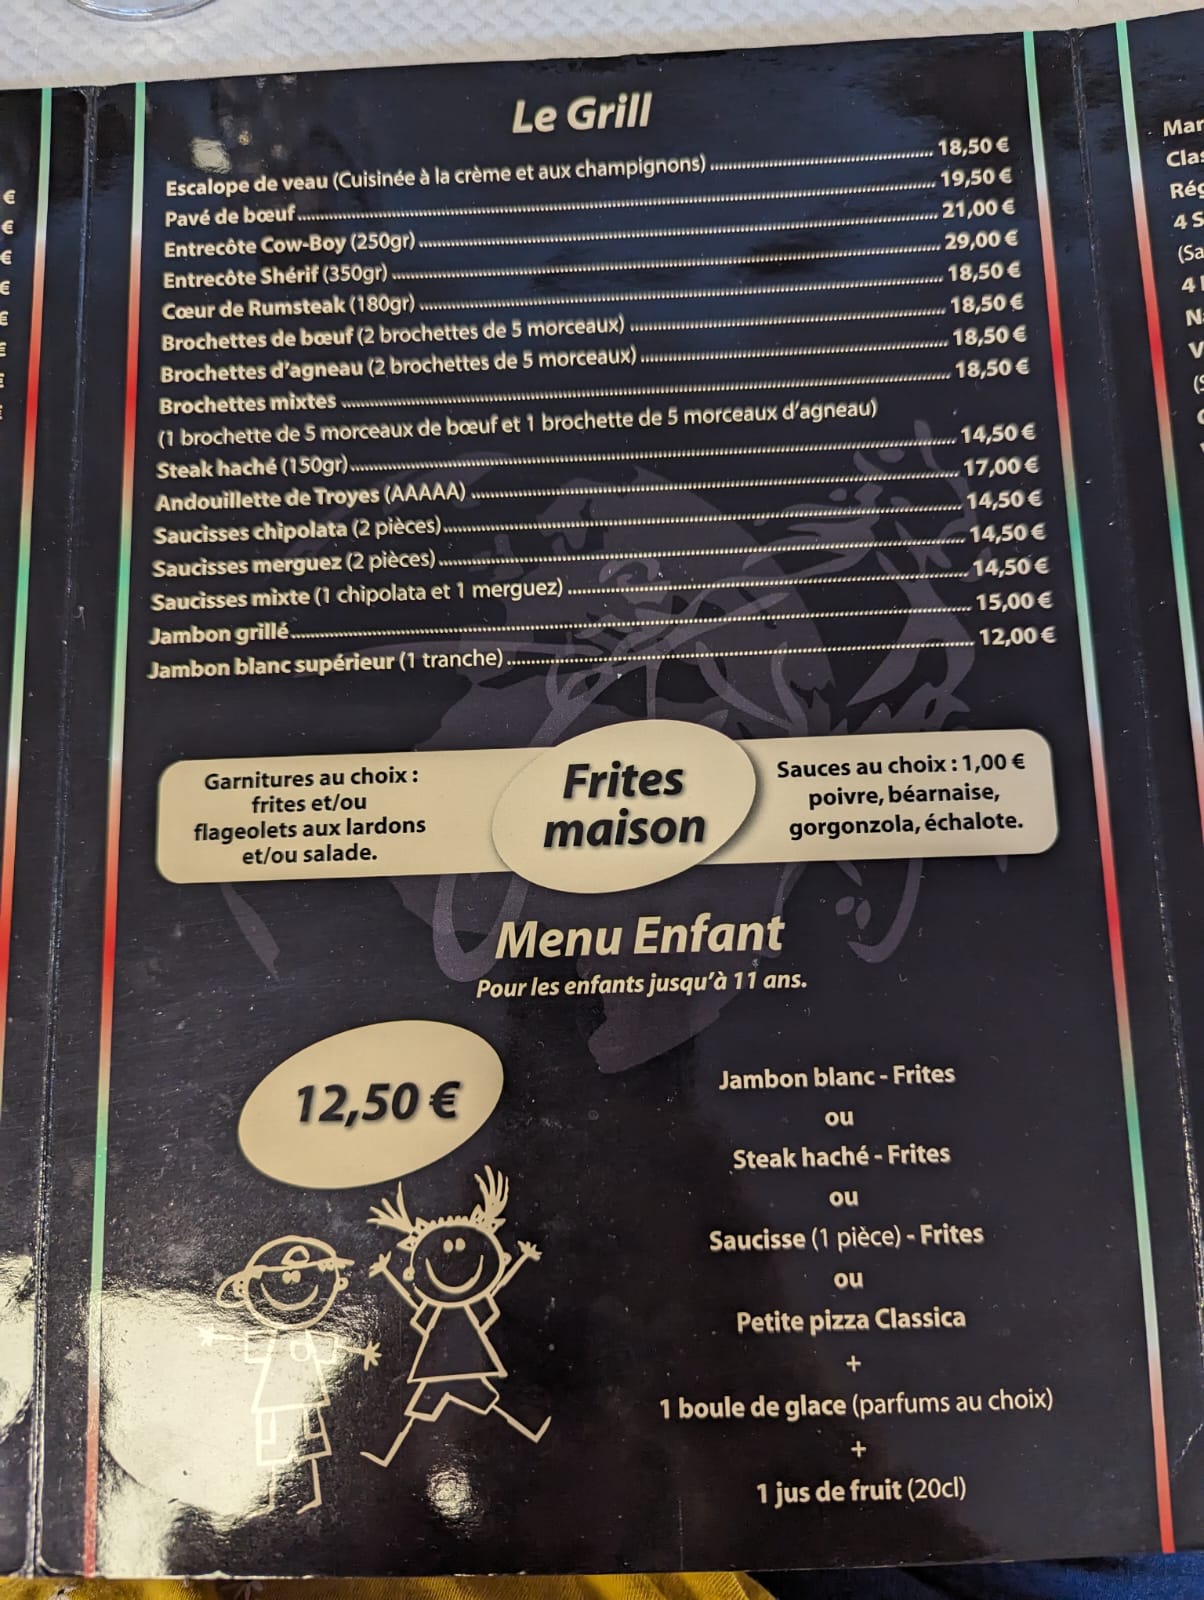 Le Grill
Escalope de veau (Cuisinée à la crème et aux champignons) 18,50 €
Pavé de bœuf 19,50 €
Entrecôte Cow-Boy (250gr) 21,00 €
Entrecôte Shérif (350gr) 29,00 €
Cœur de Rumsteak (180gr) 18,50 €
Brochettes de bœuf (2 brochettes de 5 morceaux) 18,50 €
Brochettes d'agneau (2 brochettes de 5 morceaux) 18,50 €
Brochettes mixtes 18,50 €
(1 brochette de 5 morceaux de bœuf et 1 brochette de 5 morceaux d'agneau)
Steak haché (150gr) 14,50 €
Andouillette de Troyes (AAAAA) 17,00 €
Saucisses chipolata (2 pièces) 14,50 €
Saucisses merguez (2 pièces) 14,50 €
Saucisses mixte (1 chipolata et 1 merguez) 14,50 €
Jambon grillé 15,00 €
Jambon blanc supérieur (1 tranche) 12,00 €
Garnitures au choix :
frites et/ou
flageolets aux lardons
et/ou salade.
Frites
maison
Sauces au choix : 1,00 €
poivre, béarnaise,
gorgonzola, échalote.
Menu Enfant
Pour les enfants jusqu'à 11 ans.
12,50 €
Jambon blanc - Frites
ou
Steak haché - Frites
ou
Saucisse (1 pièce) - Frites
ou
Petite pizza Classica
+
1 boule de glace (parfums au choix)
+
1 jus de fruit (20cl)